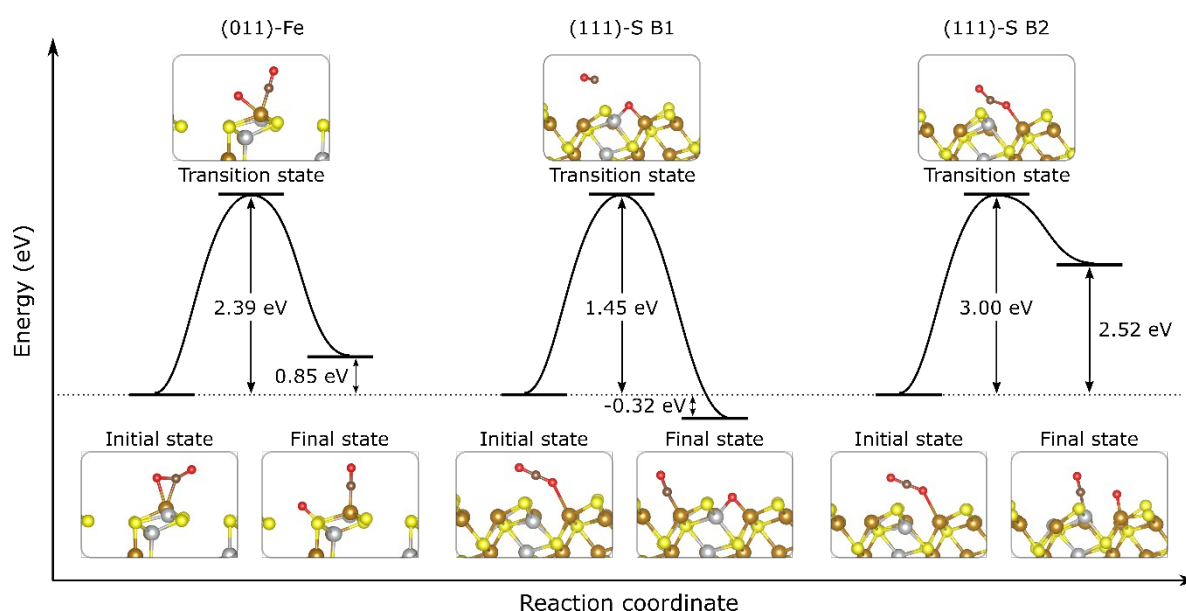 (011)-Fe
(111)-S B1
(111)-S B2
Transition state
Transition state
Transition state
Energy (eV)
2.39 eV
1.45 eV
3.00 eV
2.52 eV
0.85 eV
-0.32 eV
Initial state
Final state
Initial state
Final state
Initial state
Final state
Reaction coordinate